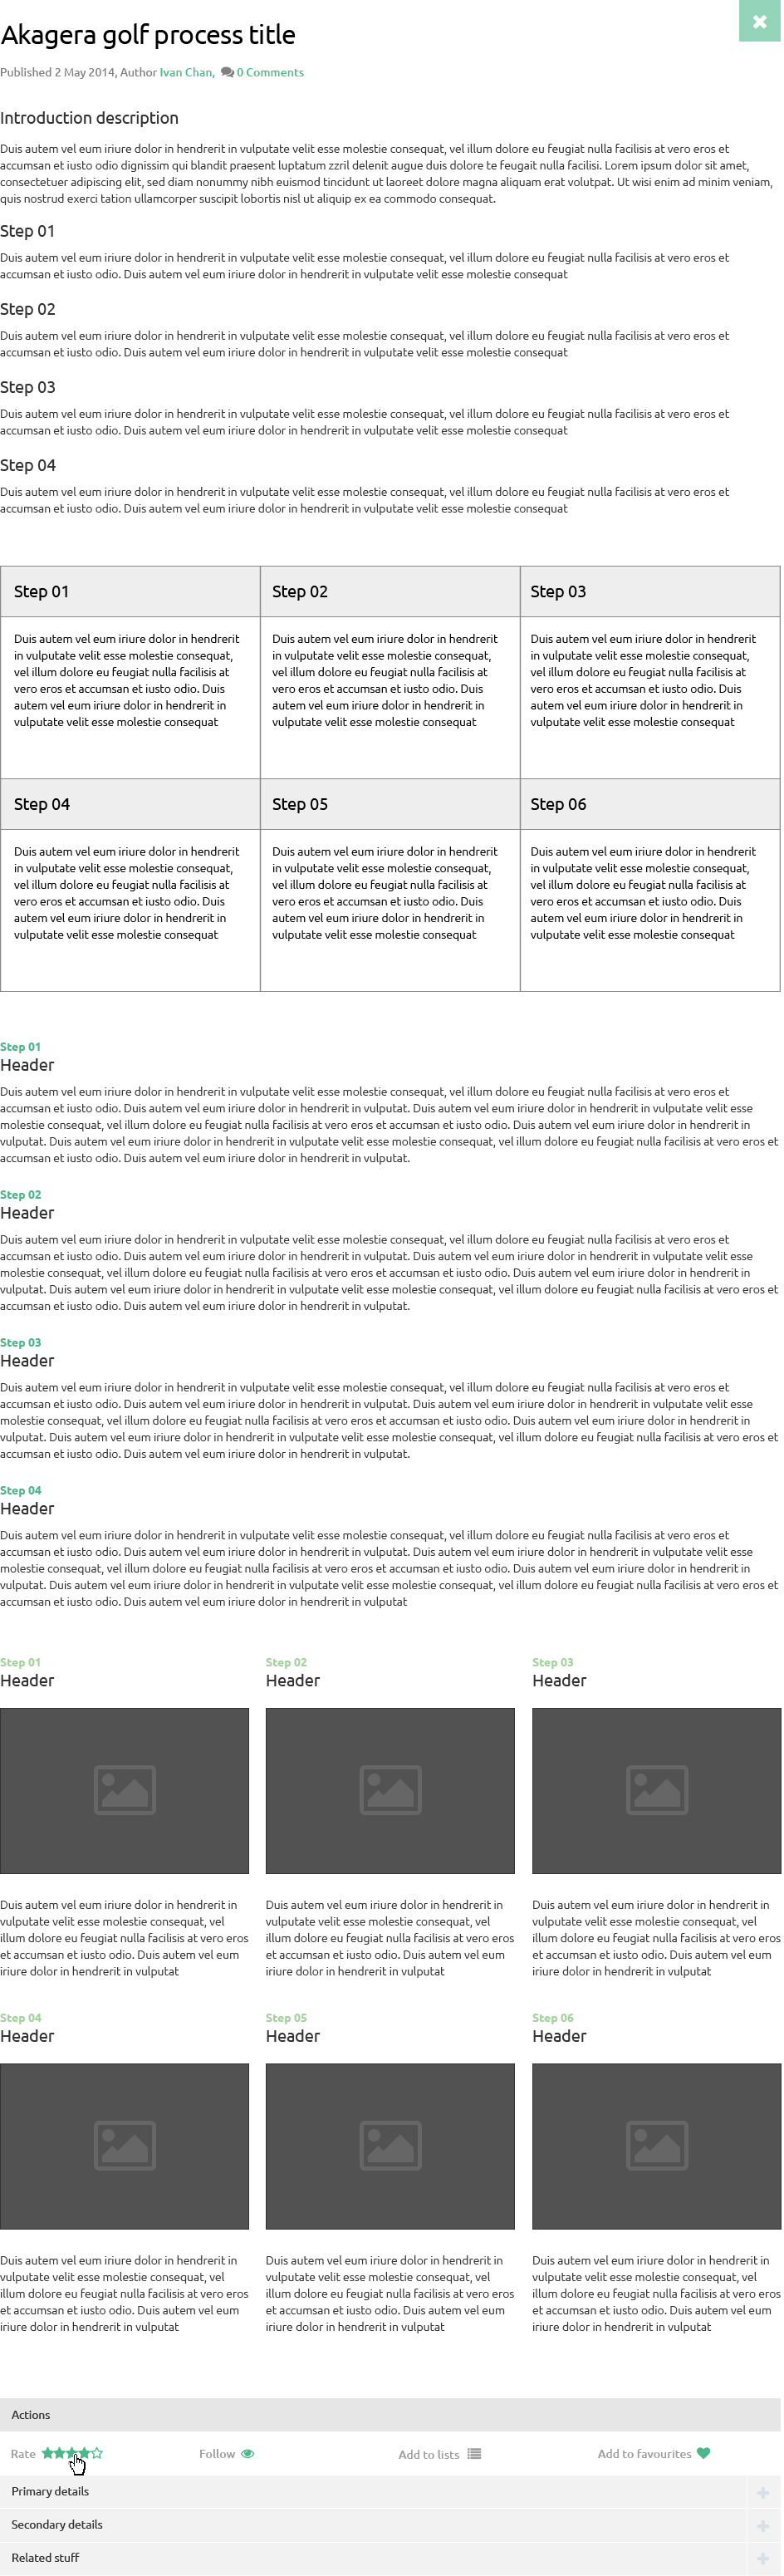 Akagera golf process title
Published 2 May 2014, Author Ivan Chan, 0 Comments
Introduction description
Duis autem vel eum iriure dolor in hendrerit in vulputate velit esse molestie consequat, vel illum dolore eu feugiat nulla facilisis at vero eros et
accumsan et iusto odio dignissim qui blandit praesent luptatum zzril delenit augue duis dolore te feugait nulla facilisi. Lorem ipsum dolor sit amet,
consectetuer adipiscing elit, sed diam nonummy nibh euismod tincidunt ut laoreet dolore magna aliquam erat volutpat. Ut wisi enim ad minim veniam,
quis nostrud exerci tation ullamcorper suscipit lobortis nisl ut aliquip ex ea commodo consequat.
Step 01
Duis autem vel eum iriure dolor in hendrerit in vulputate velit esse molestie consequat, vel illum dolore eu feugiat nulla facilisis at vero eros et
accumsan et iusto odio. Duis autem vel eum iriure dolor in hendrerit in vulputate velit esse molestie consequat
Step 02
Duis autem vel eum iriure dolor in hendrerit in vulputate velit esse molestie consequat, vel illum dolore eu feugiat nulla facilisis at vero eros et
accumsan et iusto odio. Duis autem vel eum iriure dolor in hendrerit in vulputate velit esse molestie consequat
Step 03
Duis autem vel eum iriure dolor in hendrerit in vulputate velit esse molestie consequat, vel illum dolore eu feugiat nulla facilisis at vero eros et
accumsan et iusto odio. Duis autem vel eum iriure dolor in hendrerit in vulputate velit esse molestie consequat
Step 04
Duis autem vel eum iriure dolor in hendrerit in vulputate velit esse molestie consequat, vel illum dolore eu feugiat nulla facilisis at vero eros et
accumsan et iusto odio. Duis autem vel eum iriure dolor in hendrerit in vulputate velit esse molestie consequat
Step 01
Duis autem vel eum iriure dolor in hendrerit
in vulputate velit esse molestie consequat,
vel illum dolore eu feugiat nulla facilisis at
vero eros et accumsan et iusto odio. Duis
autem vel eum iriure dolor in hendrerit in
vulputate velit esse molestie consequat
Step 02
Duis autem vel eum iriure dolor in hendrerit
in vulputate velit esse molestie consequat,
vel illum dolore eu feugiat nulla facilisis at
vero eros et accumsan et iusto odio. Duis
autem vel eum iriure dolor in hendrerit in
vulputate velit esse molestie consequat
Step 03
Duis autem vel eum iriure dolor in hendrerit
in vulputate velit esse molestie consequat,
vel illum dolore eu feugiat nulla facilisis at
vero eros et accumsan et iusto odio. Duis
autem vel eum iriure dolor in hendrerit in
vulputate velit esse molestie consequat
Step 04
Duis autem vel eum iriure dolor in hendrerit
in vulputate velit esse molestie consequat,
vel illum dolore eu feugiat nulla facilisis at
vero eros et accumsan et iusto odio. Duis
autem vel eum iriure dolor in hendrerit in
vulputate velit esse molestie consequat
Step 05
Duis autem vel eum iriure dolor in hendrerit
in vulputate velit esse molestie consequat,
vel illum dolore eu feugiat nulla facilisis at
vero eros et accumsan et iusto odio. Duis
autem vel eum iriure dolor in hendrerit in
vulputate velit esse molestie consequat
Step 06
Duis autem vel eum iriure dolor in hendrerit
in vulputate velit esse molestie consequat,
vel illum dolore eu feugiat nulla facilisis at
vero eros et accumsan et iusto odio. Duis
autem vel eum iriure dolor in hendrerit in
vulputate velit esse molestie consequat
Step 01
Header
Duis autem vel eum iriure dolor in hendrerit in vulputate velit esse molestie consequat, vel illum dolore eu feugiat nulla facilisis at vero eros et
accumsan et iusto odio. Duis autem vel eum iriure dolor in hendrerit in vulputat. Duis autem vel eum iriure dolor in hendrerit in vulputate velit esse
molestie consequat, vel illum dolore eu feugiat nulla facilisis at vero eros et accumsan et iusto odio. Duis autem vel eum iriure dolor in hendrerit in
vulputat. Duis autem vel eum iriure dolor in hendrerit in vulputate velit esse molestie consequat, vel illum dolore eu feugiat nulla facilisis at vero eros et
accumsan et iusto odio. Duis autem vel eum iriure dolor in hendrerit in vulputat.
Step 02
Header
Duis autem vel eum iriure dolor in hendrerit in vulputate velit esse molestie consequat, vel illum dolore eu feugiat nulla facilisis at vero eros et
accumsan et iusto odio. Duis autem vel eum iriure dolor in hendrerit in vulputat. Duis autem vel eum iriure dolor in hendrerit in vulputate velit esse
molestie consequat, vel illum dolore eu feugiat nulla facilisis at vero eros et accumsan et iusto odio. Duis autem vel eum iriure dolor in hendrerit in
vulputat. Duis autem vel eum iriure dolor in hendrerit in vulputate velit esse molestie consequat, vel illum dolore eu feugiat nulla facilisis at vero eros et
accumsan et iusto odio. Duis autem vel eum iriure dolor in hendrerit in vulputat.
Step 03
Header
Duis autem vel eum iriure dolor in hendrerit in vulputate velit esse molestie consequat, vel illum dolore eu feugiat nulla facilisis at vero eros et
accumsan et iusto odio. Duis autem vel eum iriure dolor in hendrerit in vulputat. Duis autem vel eum iriure dolor in hendrerit in vulputate velit esse
molestie consequat, vel illum dolore eu feugiat nulla facilisis at vero eros et accumsan et iusto odio. Duis autem vel eum iriure dolor in hendrerit in
vulputat. Duis autem vel eum iriure dolor in hendrerit in vulputate velit esse molestie consequat, vel illum dolore eu feugiat nulla facilisis at vero eros et
accumsan et iusto odio. Duis autem vel eum iriure dolor in hendrerit in vulputat.
Step 04
Header
Duis autem vel eum iriure dolor in hendrerit in vulputate velit esse molestie consequat, vel illum dolore eu feugiat nulla facilisis at vero eros et
accumsan et iusto odio. Duis autem vel eum iriure dolor in hendrerit in vulputat. Duis autem vel eum iriure dolor in hendrerit in vulputate velit esse
molestie consequat, vel illum dolore eu feugiat nulla facilisis at vero eros et accumsan et iusto odio. Duis autem vel eum iriure dolor in hendrerit in
vulputat. Duis autem vel eum iriure dolor in hendrerit in vulputate velit esse molestie consequat, vel illum dolore eu feugiat nulla facilisis at vero eros et
accumsan et iusto odio. Duis autem vel eum iriure dolor in hendrerit in vulputat
Step 01
Header
Duis autem vel eum iriure dolor in hendrerit in
vulputate velit esse molestie consequat, vel
illum dolore eu feugiat nulla facilisis at vero eros
et accumsan et iusto odio. Duis autem vel eum
iriure dolor in hendrerit in vulputat
Step 02
Header
Duis autem vel eum iriure dolor in hendrerit in
vulputate velit esse molestie consequat, vel
illum dolore eu feugiat nulla facilisis at vero eros
et accumsan et iusto odio. Duis autem vel eum
iriure dolor in hendrerit in vulputat
Step 03
Header
Duis autem vel eum iriure dolor in hendrerit in
vulputate velit esse molestie consequat, vel
illum dolore eu feugiat nulla facilisis at vero eros
et accumsan et iusto odio. Duis autem vel eum
iriure dolor in hendrerit in vulputat
Step 04
Header
Duis autem vel eum iriure dolor in hendrerit in
vulputate velit esse molestie consequat, vel
illum dolore eu feugiat nulla facilisis at vero eros
et accumsan et iusto odio. Duis autem vel eum
iriure dolor in hendrerit in vulputat
Step 05
Header
Duis autem vel eum iriure dolor in hendrerit in
vulputate velit esse molestie consequat, vel
illum dolore eu feugiat nulla facilisis at vero eros
et accumsan et iusto odio. Duis autem vel eum
iriure dolor in hendrerit in vulputat
Step 06
Header
Duis autem vel eum iriure dolor in hendrerit in
vulputate velit esse molestie consequat, vel
illum dolore eu feugiat nulla facilisis at vero eros
et accumsan et iusto odio. Duis autem vel eum
iriure dolor in hendrerit in vulputat
Actions
Rate Follow Add to lists Add to favourites
Primary details
Secondary details
Related stuff